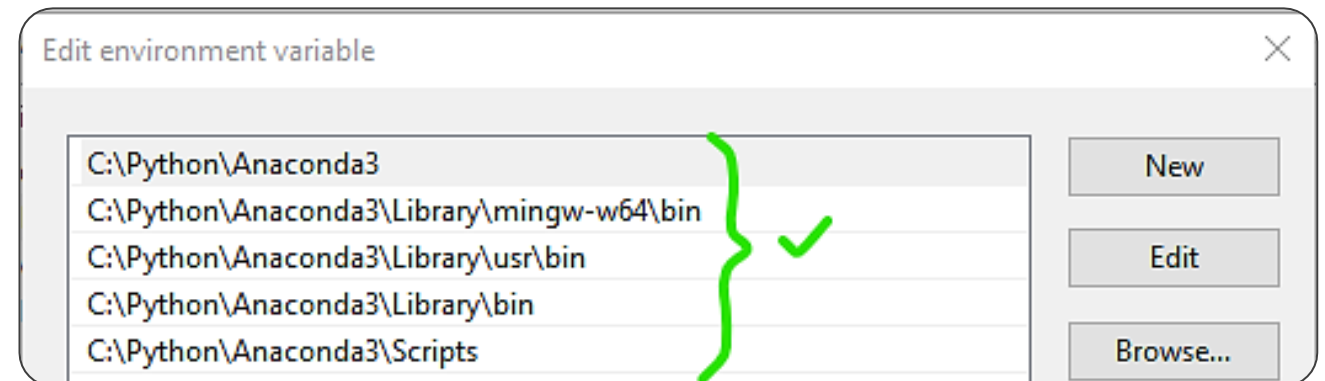 Edit environment variable
C:\Python\Anaconda3
New
C:\Python\Anaconda3\Library\mingw-w64\bin
C:\Python\Anaconda3\Library\usr\bin
Edit
C:\Python\Anaconda3\Library\bin
C:\Python\Anaconda3\Scripts
Browse...